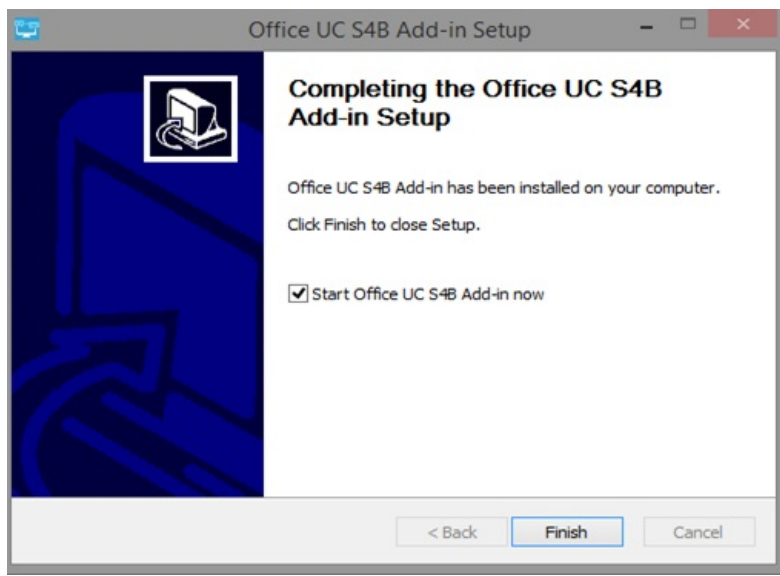 Office UC S4B Add-in Setup
Completing the Office UC S4B
Add-in Setup
Office UC S4B Add-in has been installed on your computer.
Click Finish to close Setup.
Start Office UC S4B Add-in now
< Back
Finish
Cancel